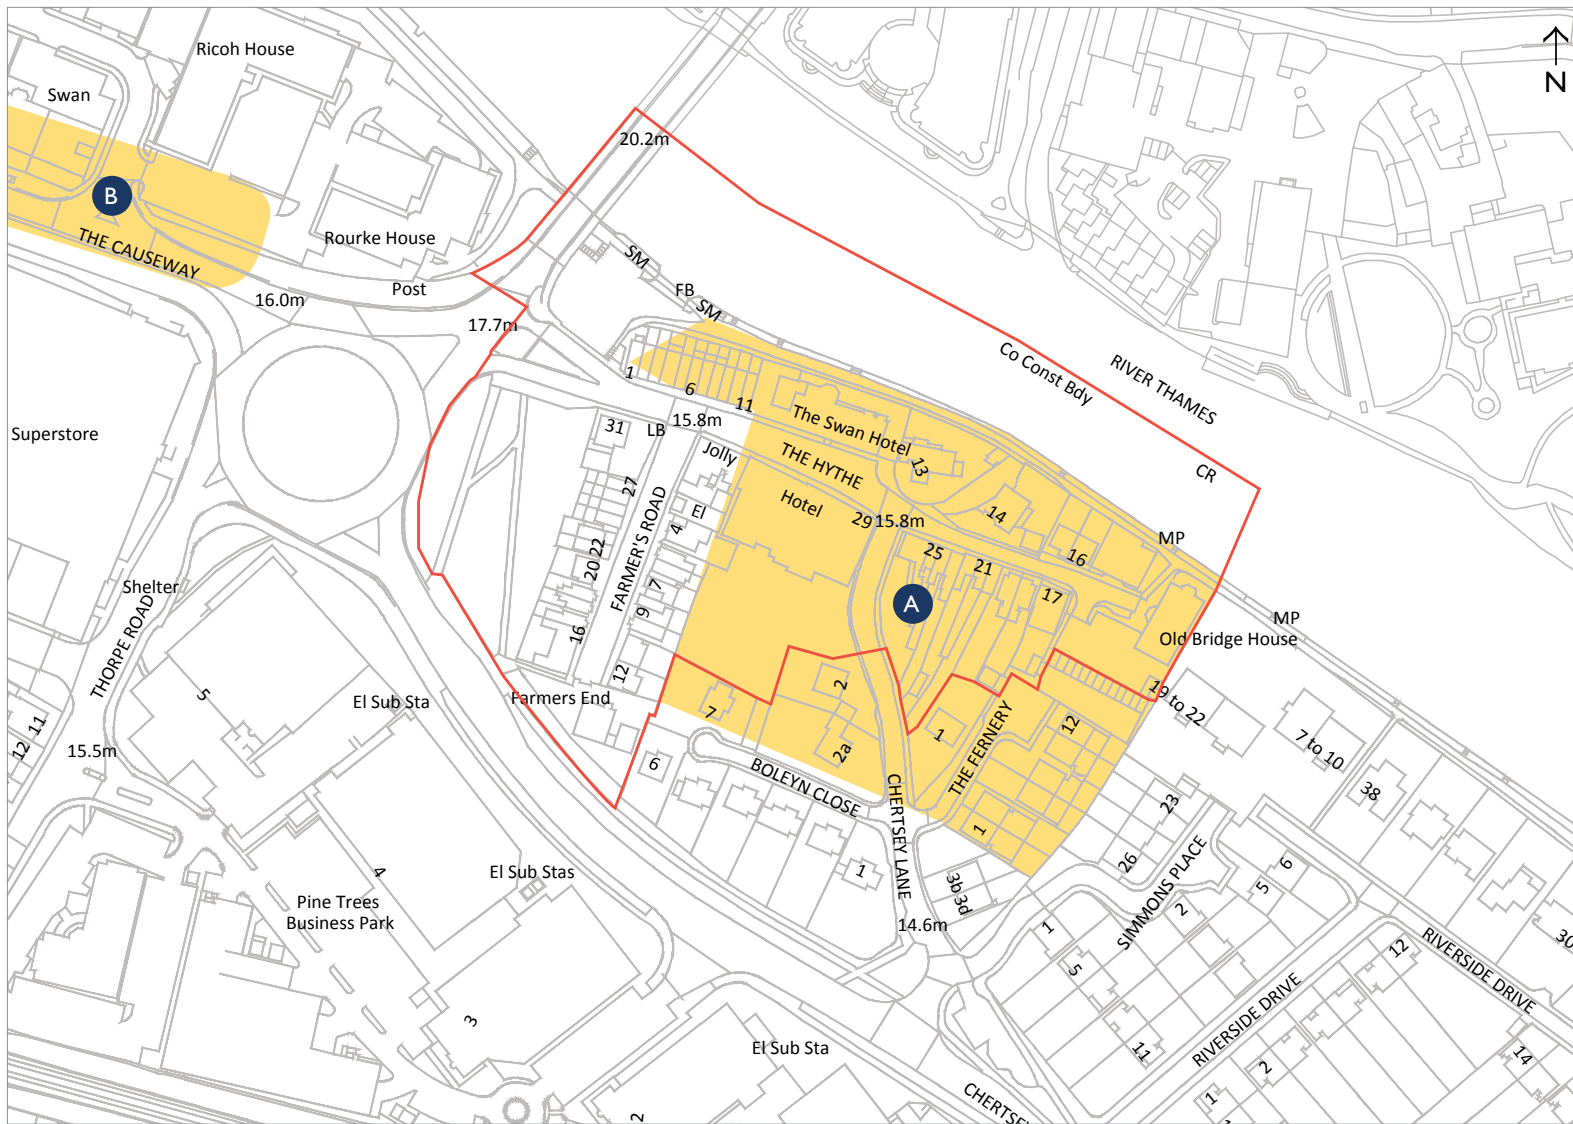 Ricoh House
Swan
N
20.2m
B
Rourke House
THE CAUSEWAY
SM
FB
SM
Post
16.0m
17.7m
Co Const Bdy
RIVER THAMES
1
6
11
The Swan Hotel
13
CR
Superstore
31
LB
15.8m
Jolly
THE HYTHE
Hotel
29
15.8m
14
16
MP
27
El
4
FARMER'S ROAD
22
20
7
9
16
12
25
21
17
A
MP
Old Bridge House
Shelter
THORPE ROAD
5
El Sub Sta
Farmers End
7
2
2a
1
THE FERNERY
12
19 to 22
7 to 10
38
11
12
15.5m
6
BOLEYN CLOSE
CHERTSEY LANE
1
23
26
SIMMONS PLACE
6
5
4
El Sub Stas
1
3b
3d
Pine Trees
Business Park
14.6m
1
2
5
11
12
30
RIVERSIDE DRIVE
RIVERSIDE DRIVE
3
El Sub Sta
2
14
2
1
1
CHERTSE